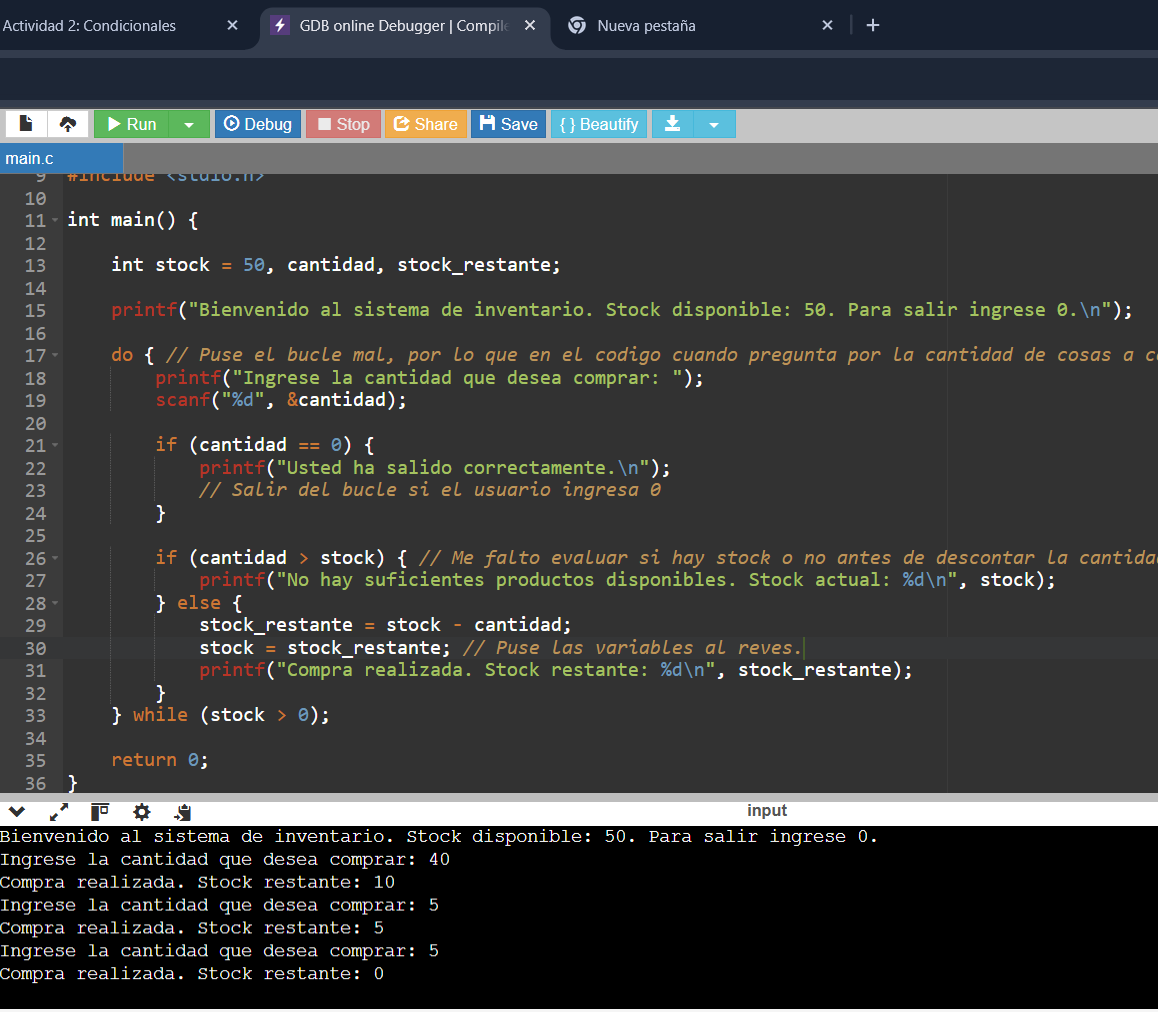 Actividad 2: Condicionales
GDB online Debugger | Compile
Nueva pestaña
Run
Debug
Stop
Share
Save
{ } Beautify
main.c
9 #include <stdio.h>
10
11 int main() {
12
13 int stock = 50, cantidad, stock_restante;
14
15 printf("Bienvenido al sistema de inventario. Stock disponible: 50. Para salir ingrese 0.\n");
16
17 do { // Puse el bucle mal, por lo que en el codigo cuando pregunta por la cantidad de cosas a
18 printf("Ingrese la cantidad que desea comprar: ");
19 scanf("%d", &cantidad);
20
21 if (cantidad == 0) {
22 printf("Usted ha salido correctamente.\n");
23 // Salir del bucle si el usuario ingresa 0
24 }
25
26 if (cantidad > stock) { // Me falto evaluar si hay stock o no antes de descontar la cantida
27 printf("No hay suficientes productos disponibles. Stock actual: %d\n", stock);
28 } else {
29 stock_restante = stock - cantidad;
30 stock = stock_restante; // Puse las variables al reves.
31 printf("Compra realizada. Stock restante: %d\n", stock_restante);
32 }
33 } while (stock > 0);
34
35 return 0;
36 }
input
Bienvenido al sistema de inventario. Stock disponible: 50. Para salir ingrese 0.
Ingrese la cantidad que desea comprar: 40
Compra realizada. Stock restante: 10
Ingrese la cantidad que desea comprar: 5
Compra realizada. Stock restante: 5
Ingrese la cantidad que desea comprar: 5
Compra realizada. Stock restante: 0